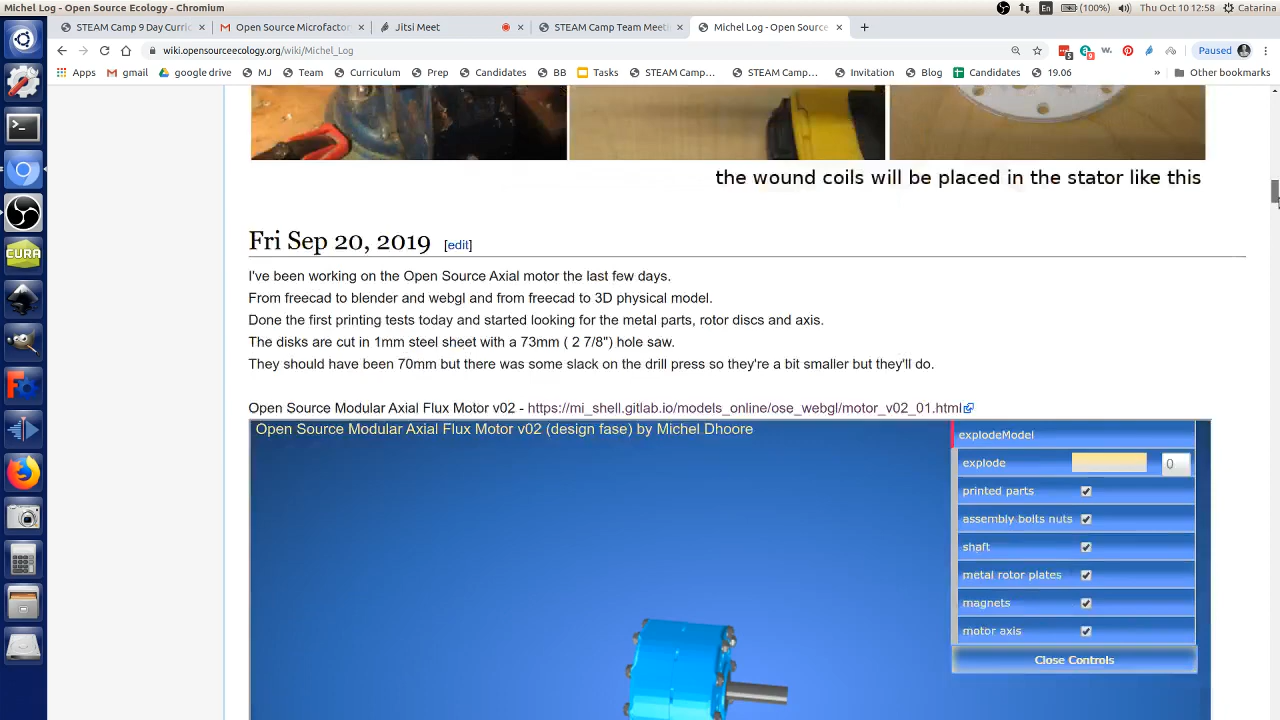 Michel Log - Open Source Ecology - Chromium
En (100%) Thu Oct 10 12:58 Catarina
STEAM Camp 9 Day Curric
Open Source Microfactor
Jitsi Meet
STEAM Camp Team Meeti
Michel Log - Open Source
wiki.opensourceecology.org/wiki/Michel_Log
Paused
Apps gmail google drive MJ Team Curriculum Prep Candidates BB Tasks STEAM Camp... STEAM Camp... Invitation Blog Candidates 19.06 » Other bookmarks
the wound coils will be placed in the stator like this
Fri Sep 20, 2019 [edit]
I've been working on the Open Source Axial motor the last few days.
From freecad to blender and webgl and from freecad to 3D physical model.
Done the first printing tests today and started looking for the metal parts, rotor discs and axis.
The disks are cut in 1mm steel sheet with a 73mm ( 2 7/8") hole saw.
They should have been 70mm but there was some slack on the drill press so they're a bit smaller but they'll do.
Open Source Modular Axial Flux Motor v02 - https://mi_shell.gitlab.io/models_online/ose_webgl/motor_v02_01.html
Open Source Modular Axial Flux Motor v02 (design fase) by Michel Dhoore
explodeModel
explode 0
printed parts
assembly bolts nuts
shaft
metal rotor plates
magnets
motor axis
Close Controls
CURA